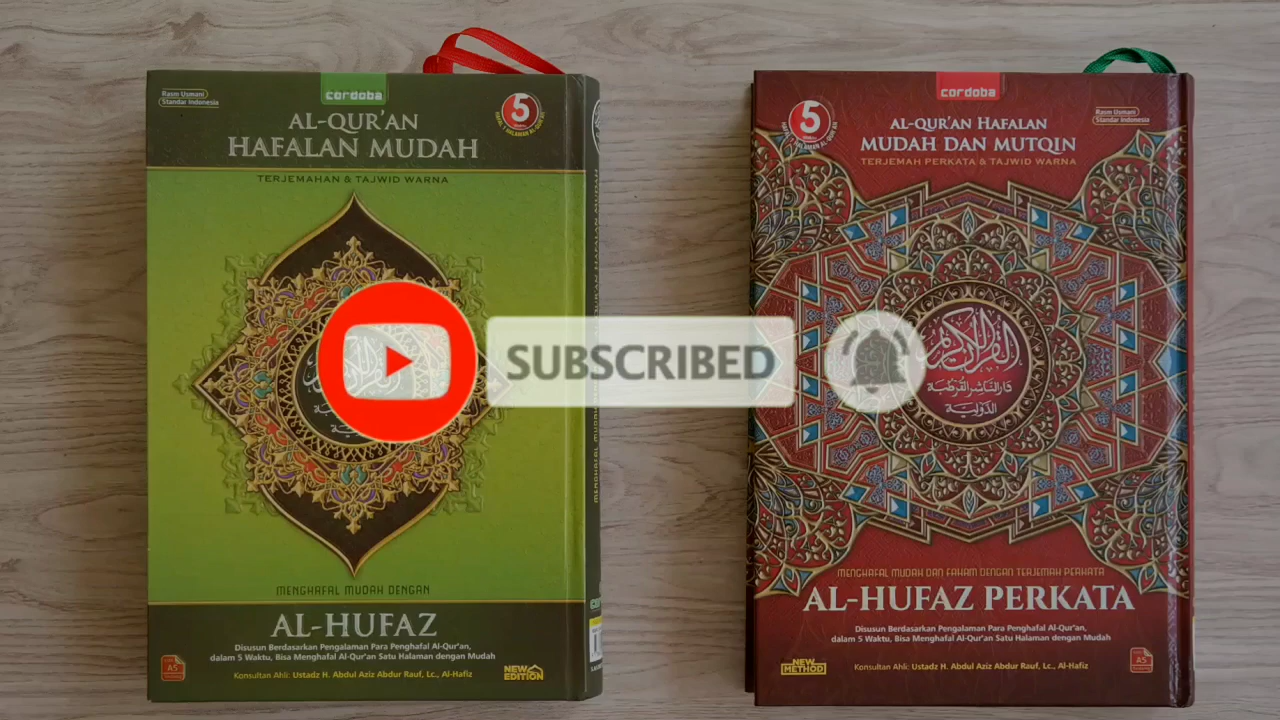 Rasm Usmani
Standar Indonesia
cordoba
5
AL-QUR'AN
HAFALAN MUDAH
TERJEMAHAN & TAJWID WARNA
MENGHAFAL MUDAH DENGAN
AL-HUFAZ
Disusun Berdasarkan Pengalaman Para Penghafal Al-Qur'an,
dalam 5 Waktu, Bisa Menghafal Al-Qur'an Satu Halaman dengan Mudah
Konsultan Ahli: Ustadz H. Abdul Aziz Abdur Rauf, Lc., Al-Hafiz
A5
NEW
EDITION
SUBSCRIBED
cordoba
5
Rasm Usmani
Standar Indonesia
AL-QUR'AN HAFALAN
MUDAH DAN MUTQIN
TERJEMAH PERKATA & TAJWID WARNA
القرآن الكريم
دار الناشر القرطبة
الدولية
MENGHAFAL MUDAH DAN FAHAM DENGAN TERJEMAH PERKATA
AL-HUFAZ PERKATA
Disusun Berdasarkan Pengalaman Para Penghafal Al-Qur'an,
dalam 5 Waktu, Bisa Menghafal Al-Qur'an Satu Halaman dengan Mudah
NEW
METHOD
Konsultan Ahli: Ustadz H. Abdul Aziz Abdur Rauf, Lc., Al-Hafiz
A5